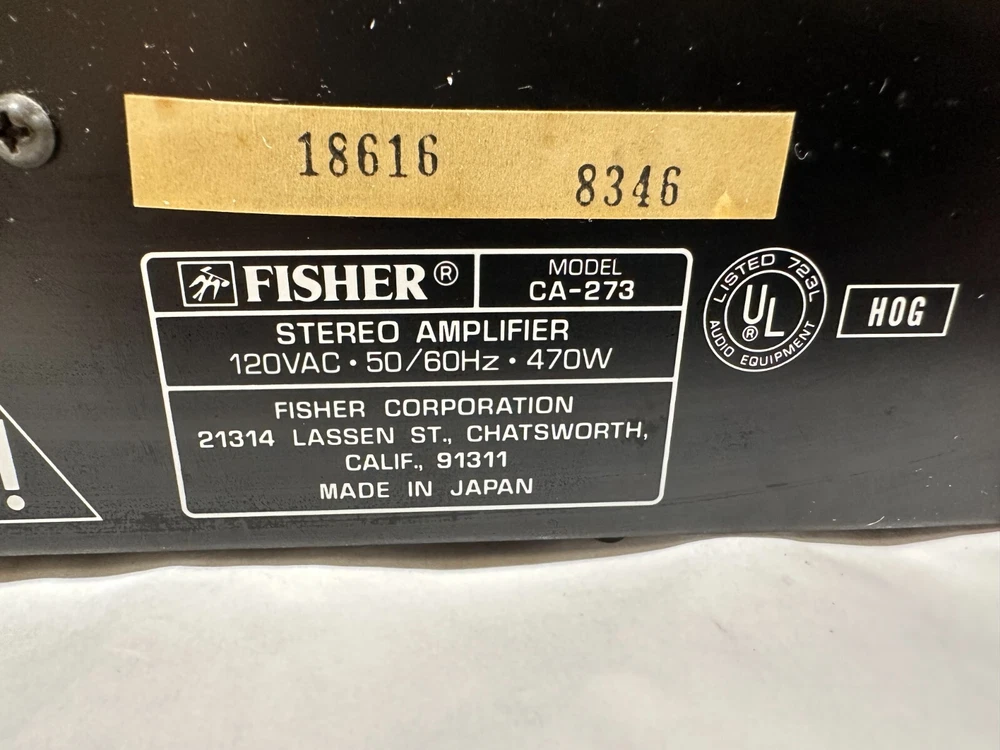 18616
8346
FISHER®
MODEL
CA-273
STEREO AMPLIFIER
120VAC • 50/60Hz • 470W
FISHER CORPORATION
21314 LASSEN ST., CHATSWORTH,
CALIF., 91311
MADE IN JAPAN
LISTED 723L
UL®
AUDIO EQUIPMENT
HOG
!